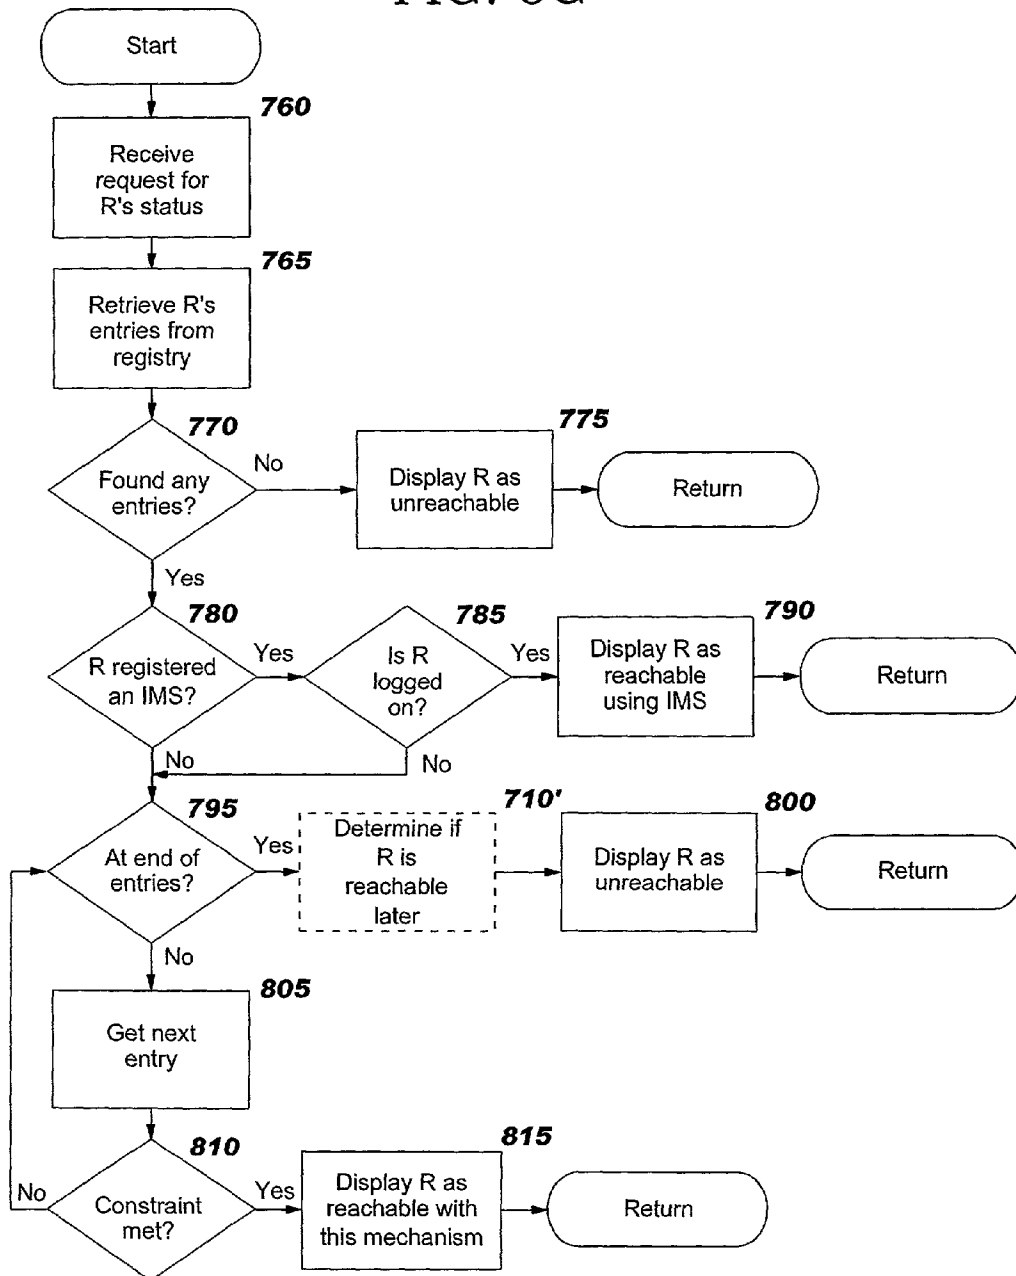 Start
760
Receive
request for
R's status
765
Retrieve R's
entries from
registry
770
Found any
entries?
No
775
Display R as
unreachable
Return
Yes
780
R registered
an IMS?
Yes
785
Is R
logged
on?
Yes
790
Display R as
reachable
using IMS
Return
No
No
795
At end of
entries?
Yes
710'
Determine if
R is
reachable
later
800
Display R as
unreachable
Return
No
805
Get next
entry
810
Constraint
met?
No
Yes
815
Display R as
reachable with
this mechanism
Return